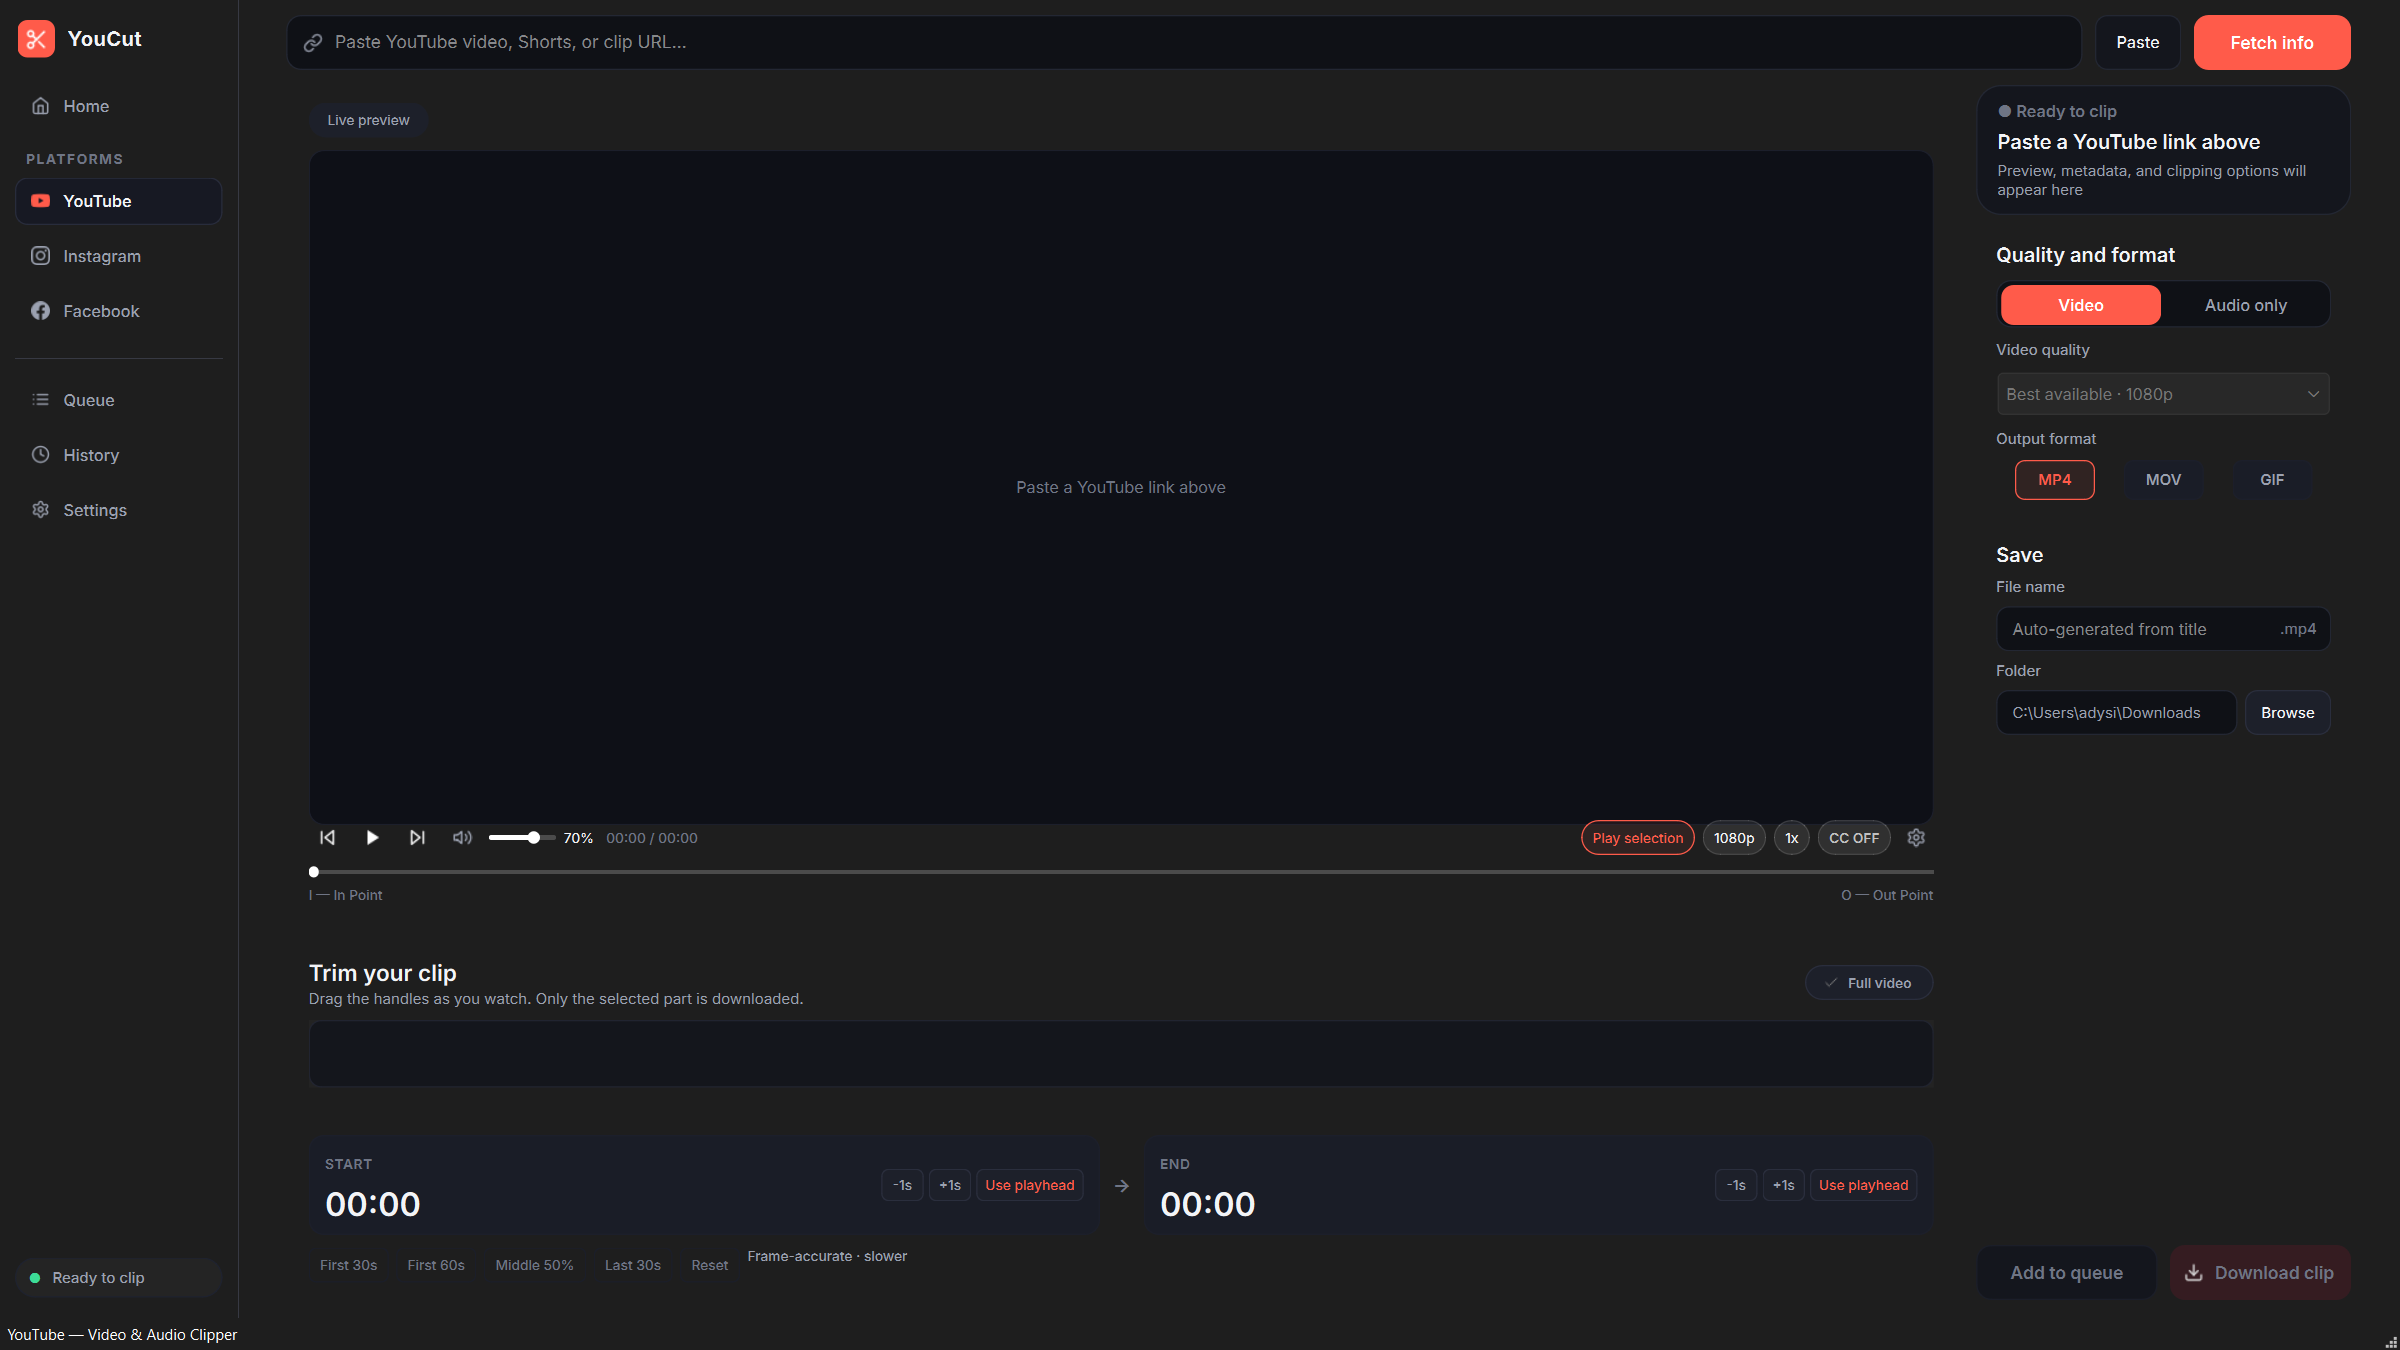 YouCut
Paste YouTube video, Shorts, or clip URL...
Paste
Fetch info
Home
PLATFORMS
YouTube
Instagram
Facebook
Queue
History
Settings
Ready to clip
YouTube — Video & Audio Clipper
Live preview
Paste a YouTube link above
70%
00:00 / 00:00
Play selection
1080p
1x
CC OFF
I — In Point
O — Out Point
Trim your clip
Drag the handles as you watch. Only the selected part is downloaded.
Full video
START
00:00
-1s
+1s
Use playhead
END
00:00
-1s
+1s
Use playhead
First 30s
First 60s
Middle 50%
Last 30s
Reset
Frame-accurate · slower
Ready to clip
Paste a YouTube link above
Preview, metadata, and clipping options will
appear here
Quality and format
Video
Audio only
Video quality
Best available · 1080p
Output format
MP4
MOV
GIF
Save
File name
Auto-generated from title
.mp4
Folder
C:\Users\adysi\Downloads
Browse
Add to queue
Download clip